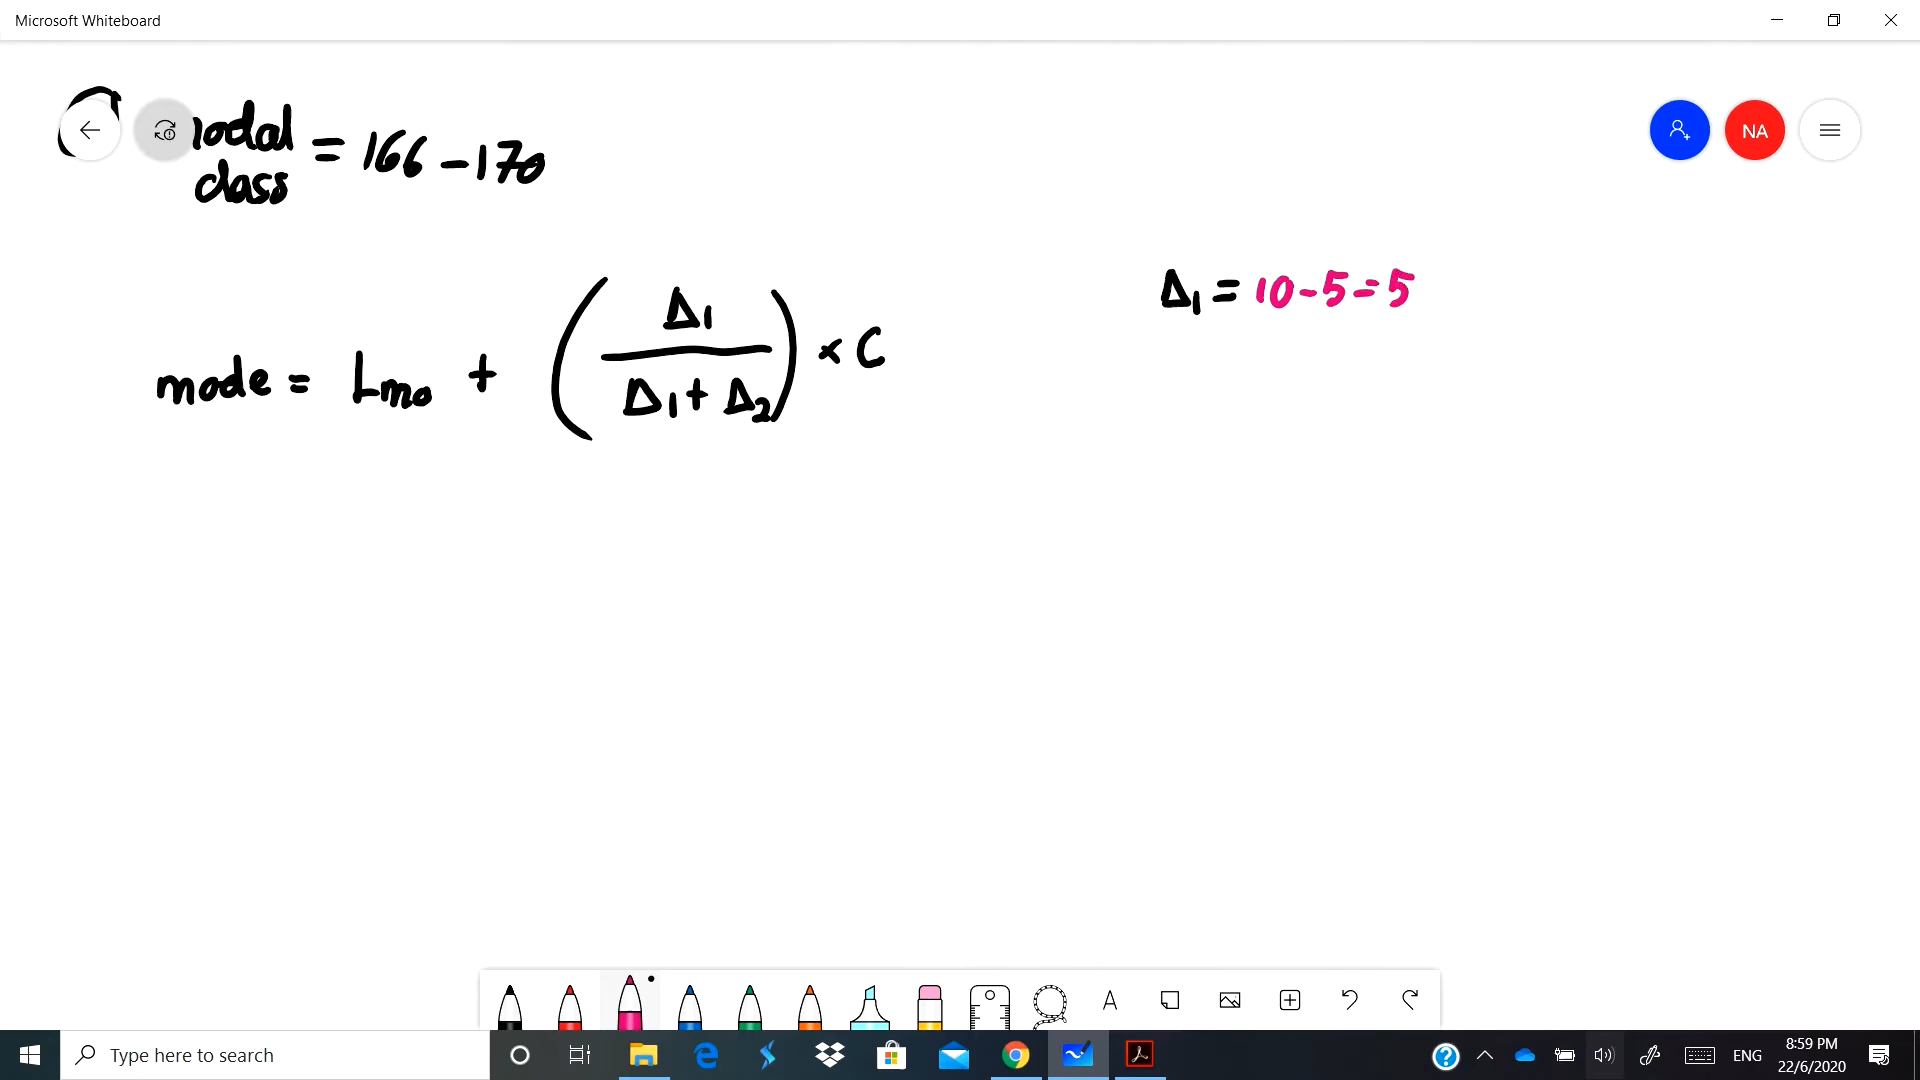 Microsoft Whiteboard
class = 166 - 170
NA
Δ₁ = 10 - 5 = 5
mode = Lmo + (Δ₁ / (Δ₁ + Δ₂)) × C
Type here to search
ENG
8:59 PM
22/6/2020